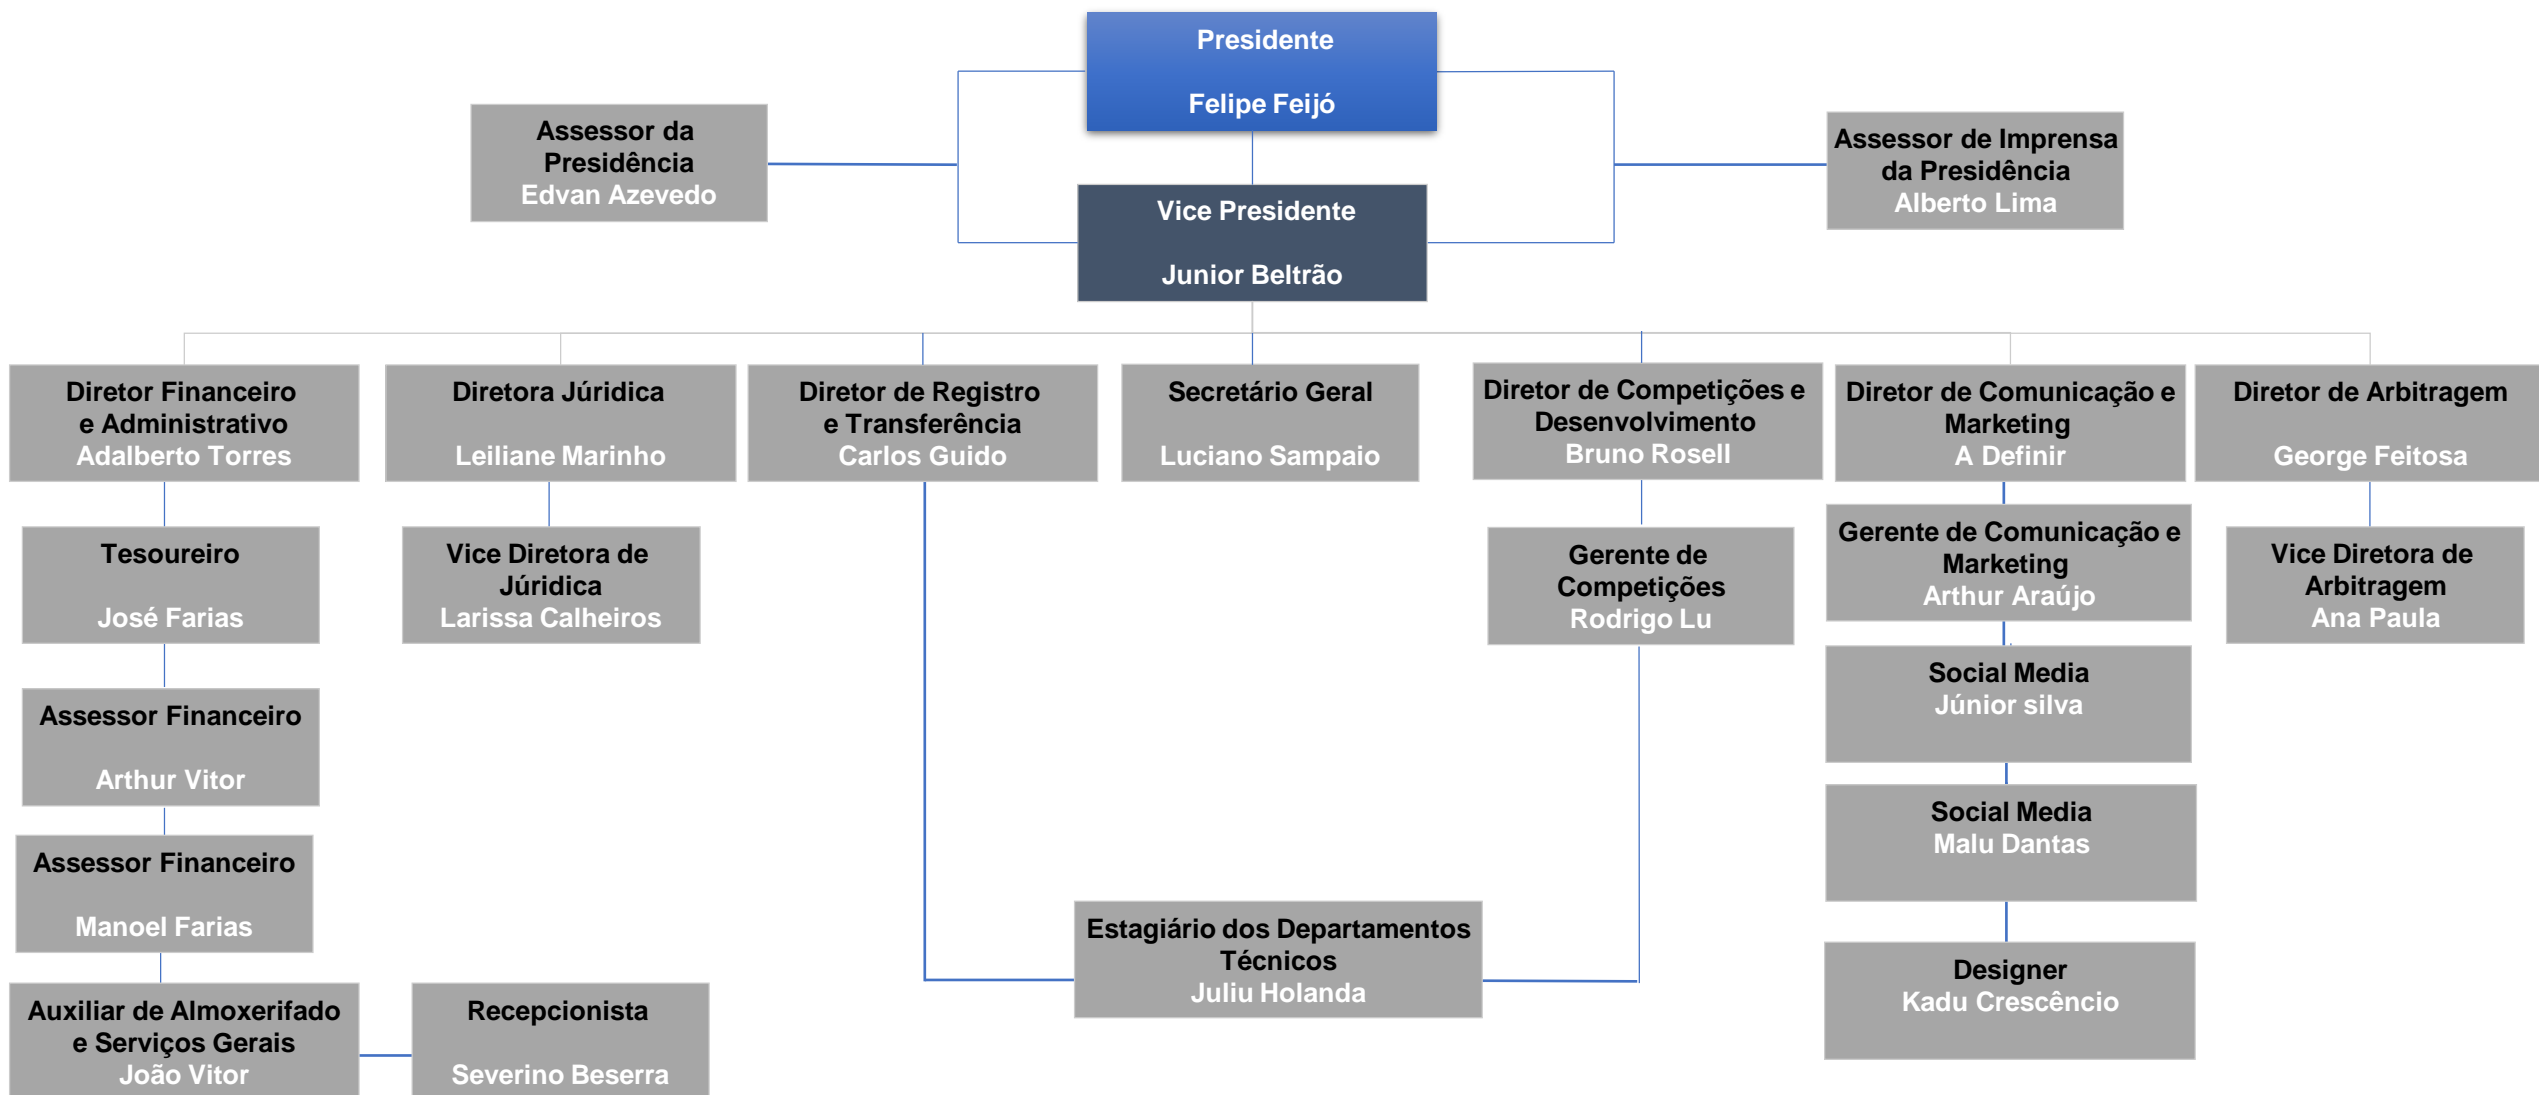 Presidente
Felipe Feijó
Assessor da
Presidência
Edvan Azevedo
Assessor de Imprensa
da Presidência
Alberto Lima
Vice Presidente
Junior Beltrão
Diretor Financeiro
e Administrativo
Adalberto Torres
Diretora Júridica
Leiliane Marinho
Diretor de Registro
e Transferência
Carlos Guido
Secretário Geral
Luciano Sampaio
Diretor de Competições e
Desenvolvimento
Bruno Rosell
Diretor de Comunicação e
Marketing
A Definir
Diretor de Arbitragem
George Feitosa
Tesoureiro
José Farias
Vice Diretora de
Júridica
Larissa Calheiros
Gerente de
Competições
Rodrigo Lu
Gerente de Comunicação e
Marketing
Arthur Araújo
Vice Diretora de
Arbitragem
Ana Paula
Social Media
Júnior silva
Assessor Financeiro
Arthur Vitor
Social Media
Malu Dantas
Assessor Financeiro
Manoel Farias
Estagiário dos Departamentos
Técnicos
Juliu Holanda
Designer
Kadu Crescêncio
Auxiliar de Almoxerifado
e Serviços Gerais
João Vitor
Recepcionista
Severino Beserra